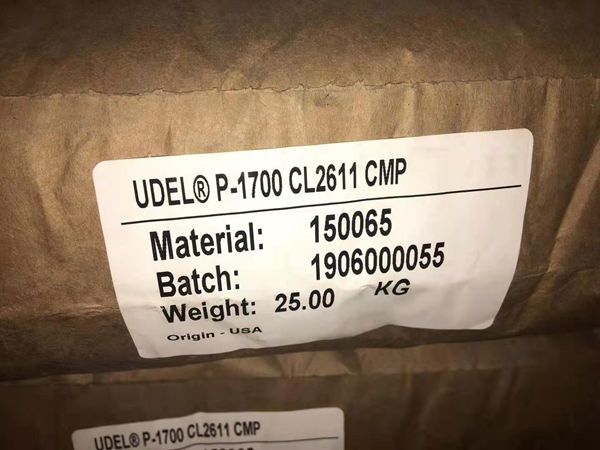 UDEL® P-1700 CL2611 CMP
Material: 150065
Batch: 1906000055
Weight: 25.00 KG
Origin - USA
UDEL® P-1700 CL2611 CMP